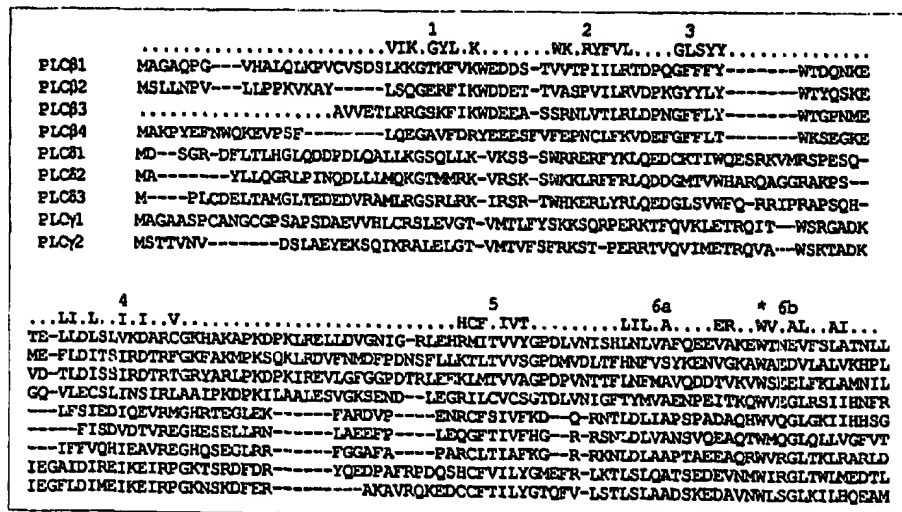 1 2 3
..............VIK.GYL.K.......WK.RYFVL.....GLSYY..............
PLCβ1 MAGAQPG---VHALQLKPVCVSDSLKKGTKFVKWEDDS-TVVTPIILRTDPQGFFFY-------WTDQNKE
PLCβ2 MSLLNPV---LLPPKVKAY-----LSQGERFIKWDDET-TVASPVILRVDPKGYYLY-------WTYQSKE
PLCβ3 ....................AVVETLRRGSKFIKWDEEA-SSRNLVTLRLDPNGFFLY-------WTGPNME
PLCβ4 MAKPYEFNWQKEVPSF--------LQEGAVFDRYEEESFVFEPNCLFKVDEFGFFLT-------WKSEGKE
PLCδ1 MD--SGR-DFLTLHGLQDDPDLQALLKGSQLLK-VKSS-SWRRERFYKLQEDCKTIWQESRKVMRSPESQ-
PLCδ2 MA-------YLLQGRLPINQDLLLMQKGTMMRK-VRSK-SWKKLRFFRLQDDGMTVWHARQAGGRAKPS--
PLCδ3 M-----PLCDELTAMGLTEDEDVRAMLRGSRLRK-IRSR-TWHKERLYRLQEDGLSVWFQ-RRIPRAPSQH-
PLCγ1 MAGAASPCANGCGPSAPSDAEVVHLCRSLEVGT-VMTLFYSKKSQRPERKTFQVKLETRQIT--WSRGADK
PLCγ2 MSTTVNV-------DSLAEYEKSQIKRALELGT-VMTVFSFRKST-PERRTVQVIMETRQVA--WSKTADK
4 5 6a * 6b
...LI.L..I.I..V.......................HCF.IVT.......LIL.A....ER..WV.AL..AI....
TE-LLDLSLVKDARCGKHAKAPKDPKLRELLDVGNIG-RLEHRMITVVYGPDLVNISHLNLVAFQEEVAKEWTNEVFSLATNLL
ME-FLDITSIRDTRFGKFAKMPKSQKLRDVFNMDFPDNSFLLKTLTVVSGPDMVDLTFHNFVSYKENVGKAWAEDVLALVKHPL
VD-TLDISSIRDTRTGRYARLPKDPKIREVLGFGGPDTRLEEKLMTVVAGPDPVNTTFLNFMAVQDDTVKVWSEELFKLAMNIL
GQ--VLECSLINSIRLAAIPKDPKILAALESVGKSEND--LEGRILCVCSGTDLVNIGFTYMVAENPEITKQWVEGLRSIIHNFR
---LFSIEDIQEVRMGHRTEGLEK------FARDVP-----ENRCFSIVFKD--Q-RNTLDLIAPSPADAQHWVQGLGKIIHHSG
-----FISDVDTVREGHESELLRN------LAEEFP-----LEQGFTIVFHG--R-RSNLDLVANSVQEAQTWMQGLQLLVGFVT
---IFFVQHIEAVREGHQSEGLRR------FGGAFA-----PARCLTIAFKG--R-RKNLDLAAPTAEEAQRWVRGLTKLRARLD
IEGAIDIREIKEIRPGKTSRDFDR------YQEDPAFRPDQSHCFVILYGMEFR-LKTLSLQATSEDEVNMWIRGLTWLMEDTL
IEGFLDIMEIKEIRPGKNSKDFER----------AKAVRQKEDCCFTILYGTQFV-LSTLSLAADSKEDAVNWLSGLKILHQEAM